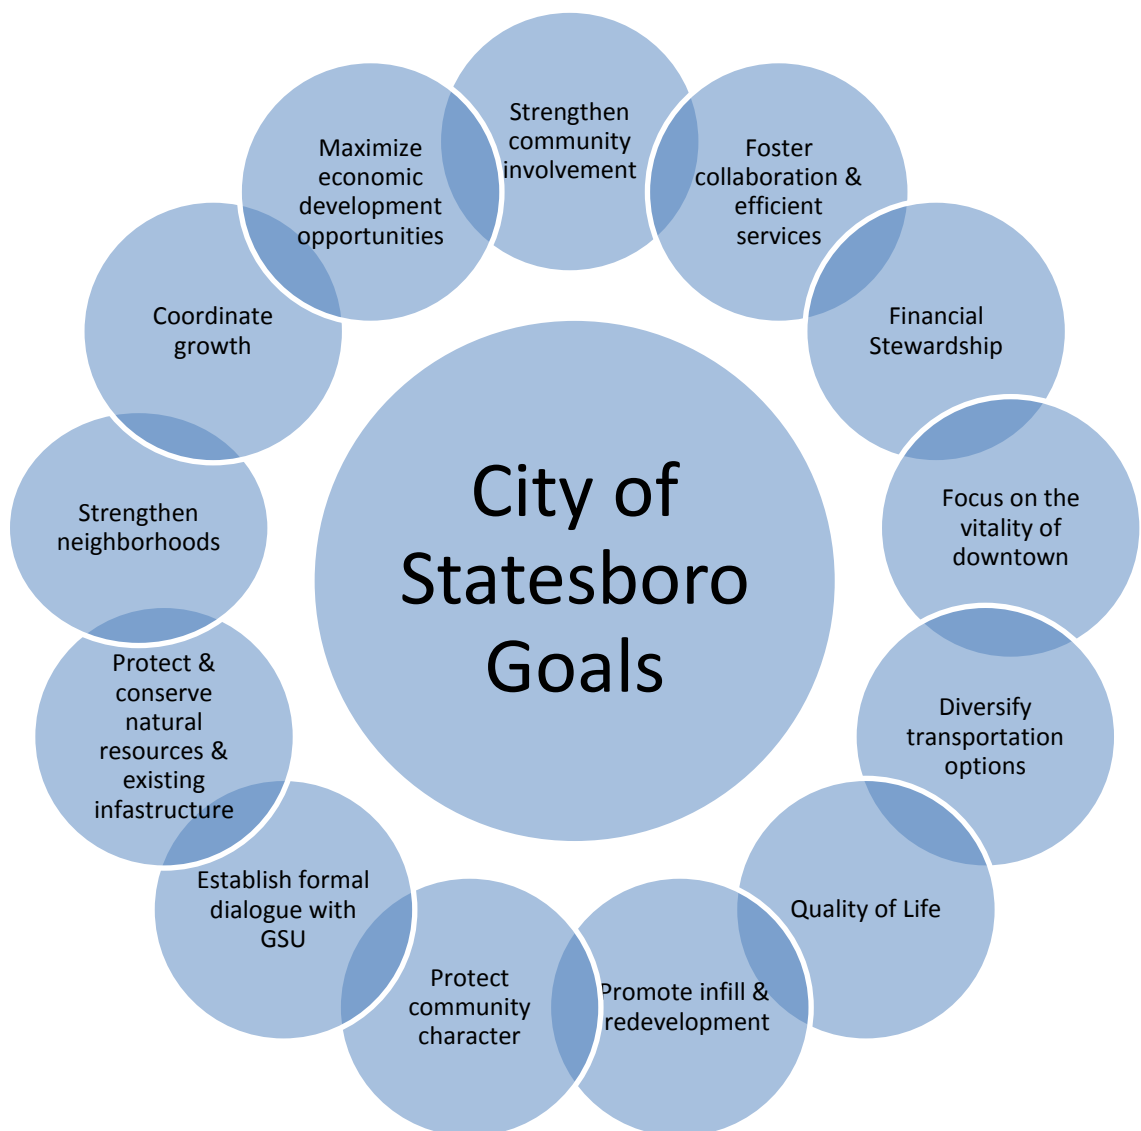 Strengthen
community
involvement
Foster
collaboration &
efficient
services
Financial
Stewardship
Focus on the
vitality of
downtown
Diversify
transportation
options
Quality of Life
Promote infill &
redevelopment
Protect
community
character
Establish formal
dialogue with
GSU
Protect &
conserve
natural
resources &
existing
infastructure
Strengthen
neighborhoods
Coordinate
growth
Maximize
economic
development
opportunities
City of
Statesboro
Goals